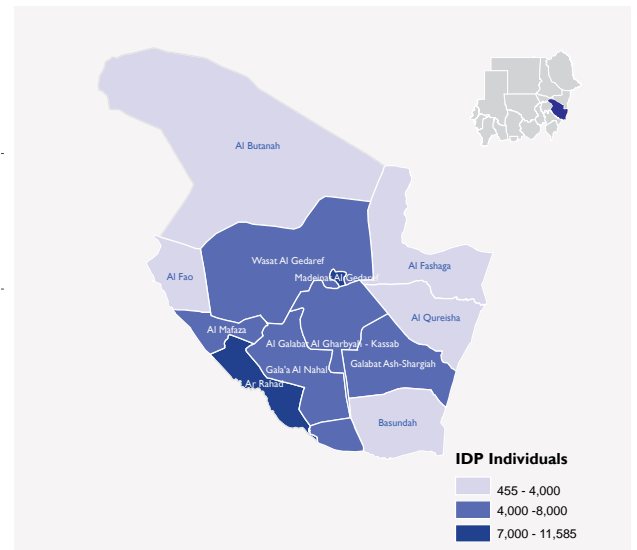 Al Butanah
Wasat Al Gedaref
Al Fashaga
Al Fao
Madeinat Al Gedaref
Al Qureisha
Al Mafaza
Al Galabat Al Gharbyah - Kassab
Galabat Ash-Shargiah
Gala'a Al Nahal
Ar Rahad
Basundah
IDP Individuals
455 - 4,000
4,000 -8,000
7,000 - 11,585